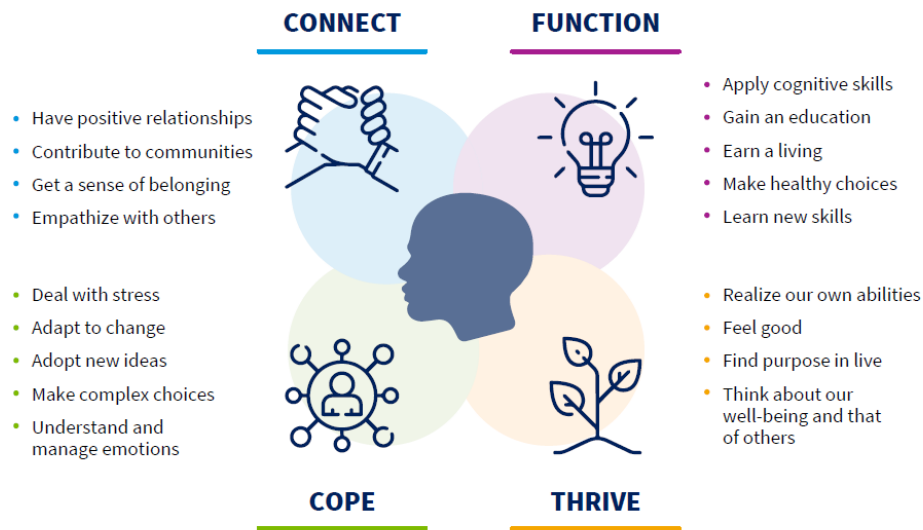 CONNECT
Have positive relationships
Contribute to communities
Get a sense of belonging
Empathize with others
FUNCTION
Apply cognitive skills
Gain an education
Earn a living
Make healthy choices
Learn new skills
Deal with stress
Adapt to change
Adopt new ideas
Make complex choices
Understand and
manage emotions
COPE
Realize our own abilities
Feel good
Find purpose in live
Think about our
well-being and that
of others
THRIVE